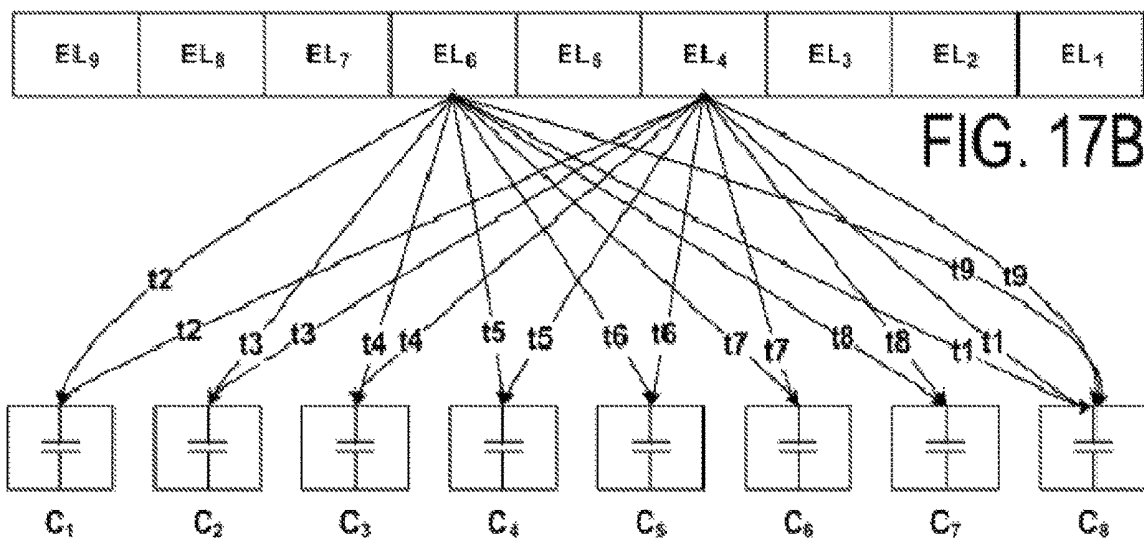 EL₉ EL₈ EL₇ EL₆ EL₅ EL₄ EL₃ EL₂ EL₁
FIG. 17B
t2 t9 t9
t2 t3 t3 t4 t4 t5 t5 t6 t6 t7 t7 t8 t8 t1 t1
C₁ C₂ C₃ C₄ C₅ C₆ C₇ C₈